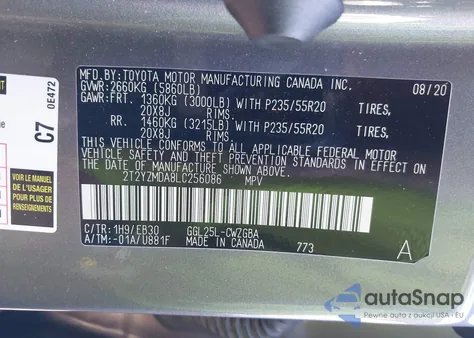 MFD. BY: TOYOTA MOTOR MANUFACTURING CANADA INC. 08/20
GVWR: 2660KG (5860LB)
GAWR:FRT. 1360KG (3000LB) WITH P235/55R20 TIRES,
20X8J RIMS.
RR. 1460KG (3215LB) WITH P235/55R20 TIRES,
20X8J RIMS.
THIS VEHICLE CONFORMS TO ALL APPLICABLE FEDERAL MOTOR
VEHICLE SAFETY AND THEFT PREVENTION STANDARDS IN EFFECT
ON THE DATE OF MANUFACTURE SHOWN ABOVE.
2T2YZMDA8LC256086 MPV
C/TR: 1H9/EB30 GGL25L-CWZGBA
A/TM: -01A/U881F MADE IN CANADA 773 A
C7
0E472
MANUEL
DE L'USAGER
POUR PLUS DE
RENSEIGNEMENTS
autoSnap
Pewne auto z USA i EU